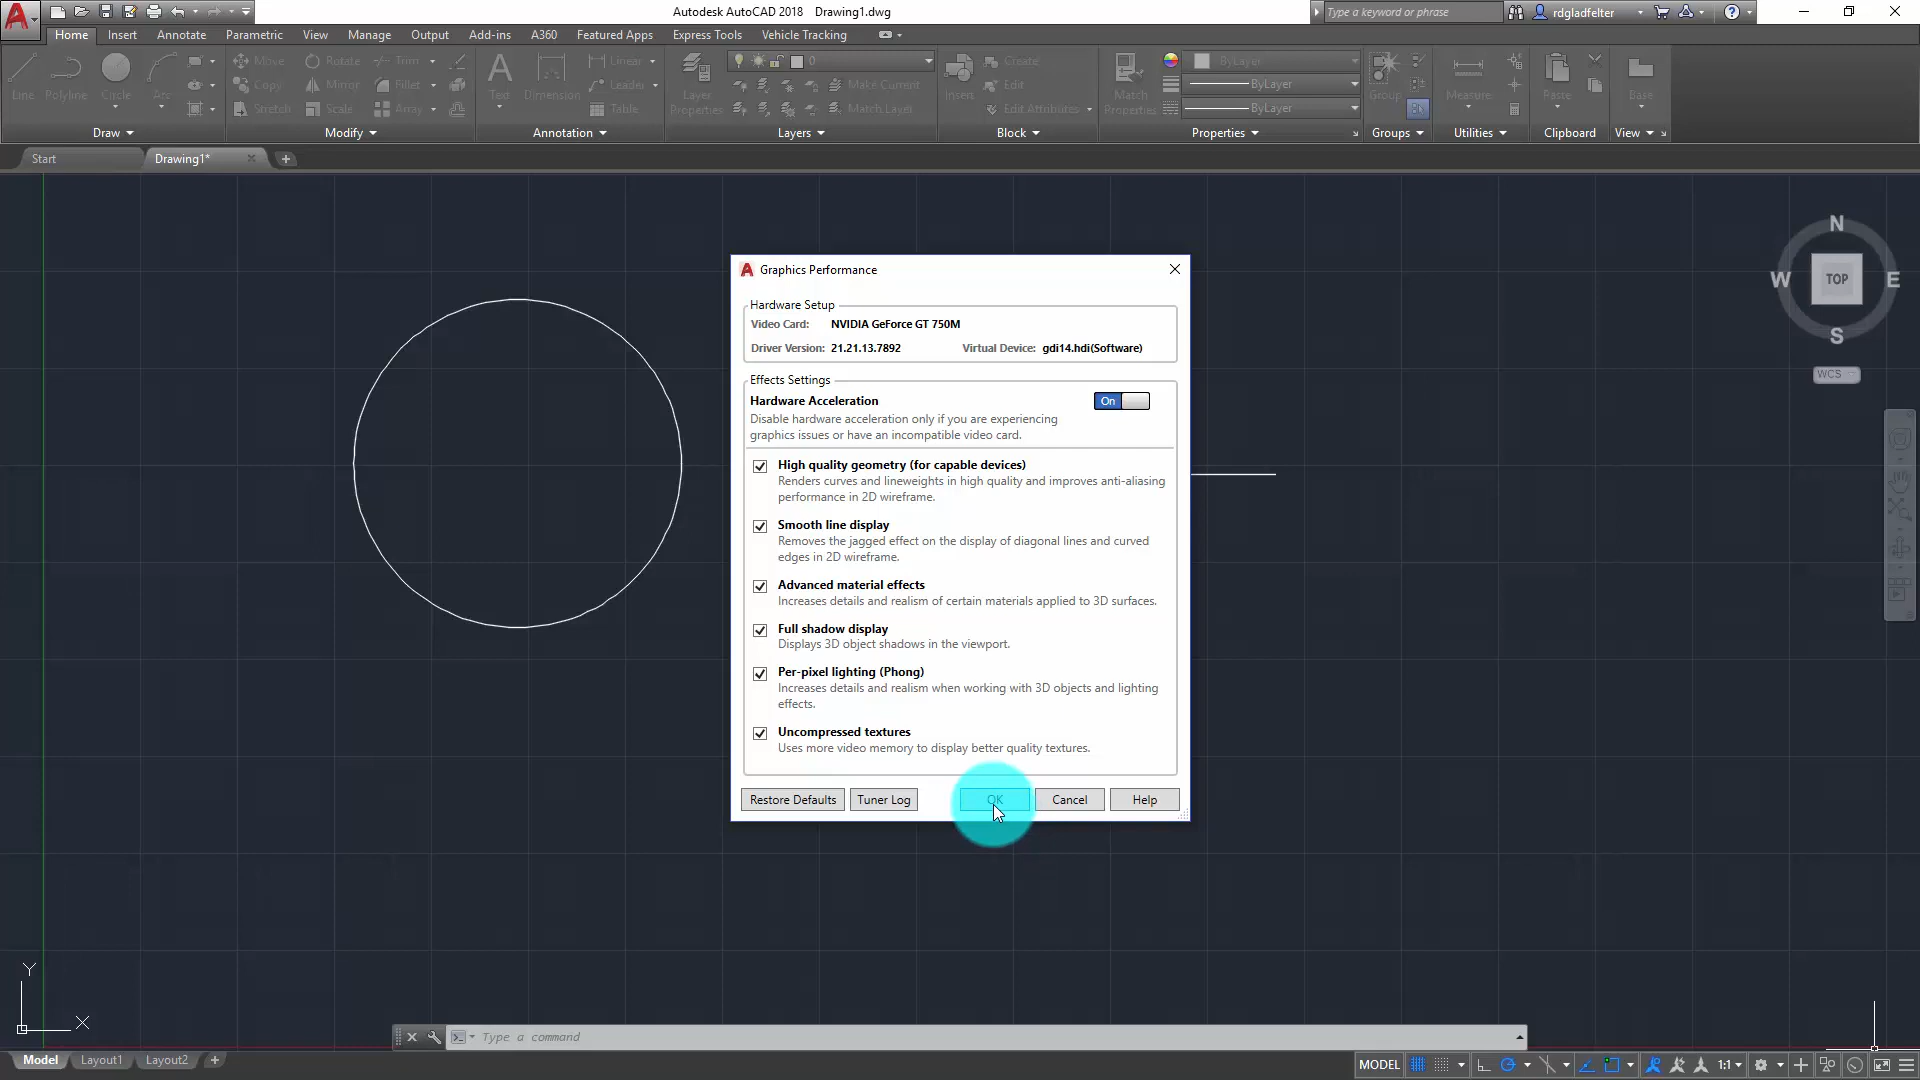 Autodesk AutoCAD 2018 Drawing1.dwg
Type a keyword or phrase
rdgladfelter
Home Insert Annotate Parametric View Manage Output Add-ins A360 Featured Apps Express Tools Vehicle Tracking
Line Polyline Circle Arc
Move Rotate Trim
Copy Mirror Fillet
Stretch Scale Array
Text Dimension
Linear
Leader
Table
Layer
Properties
0
Make Current
Match Layer
Insert
Create
Edit
Edit Attributes
Match
Properties
ByLayer
ByLayer
ByLayer
Group
Measure
Paste
Base
Draw Modify Annotation Layers Block Properties Groups Utilities Clipboard View
Start Drawing1*
N
W TOP E
S
WCS
Graphics Performance
Hardware Setup
Video Card: NVIDIA GeForce GT 750M
Driver Version: 21.21.13.7892 Virtual Device: gdi14.hdi(Software)
Effects Settings
Hardware Acceleration On
Disable hardware acceleration only if you are experiencing
graphics issues or have an incompatible video card.
High quality geometry (for capable devices)
Renders curves and lineweights in high quality and improves anti-aliasing
performance in 2D wireframe.
Smooth line display
Removes the jagged effect on the display of diagonal lines and curved
edges in 2D wireframe.
Advanced material effects
Increases details and realism of certain materials applied to 3D surfaces.
Full shadow display
Displays 3D object shadows in the viewport.
Per-pixel lighting (Phong)
Increases details and realism when working with 3D objects and lighting
effects.
Uncompressed textures
Uses more video memory to display better quality textures.
Restore Defaults Tuner Log OK Cancel Help
Y
X
Type a command
Model Layout1 Layout2
MODEL 1:1